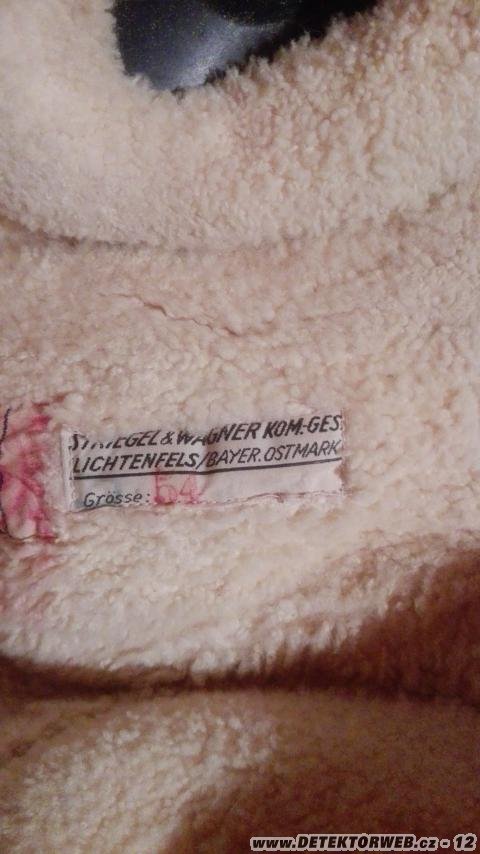 STRIEGEL & WAGNER KOM.-GES.
LICHTENFELS/BAYER. OSTMARK
Grösse: 54
www.DETEKTORWEB.cz - 12